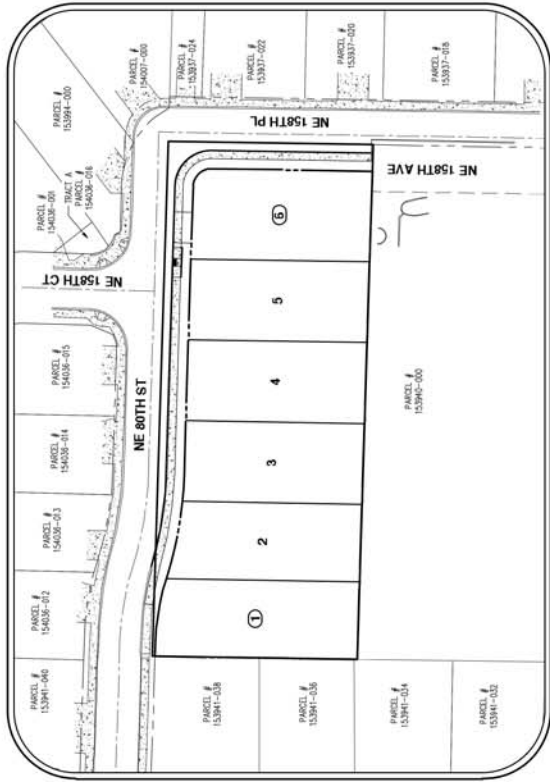 PARCEL #
153941-040
PARCEL #
154036-012
PARCEL #
154036-013
PARCEL #
154036-014
PARCEL #
154036-015
PARCEL #
154036-001
TRACT A
PARCEL #
154036-016
PARCEL #
153994-000
PARCEL #
154007-000
PARCEL #
153937-024
PARCEL #
153937-022
PARCEL #
153937-020
PARCEL #
153937-018
NE 158TH CT
NE 80TH ST
NE 158TH PL
NE 158TH AVE
1
2
3
4
5
6
PARCEL #
153941-038
PARCEL #
153941-036
PARCEL #
153941-034
PARCEL #
153941-032
PARCEL #
153940-000